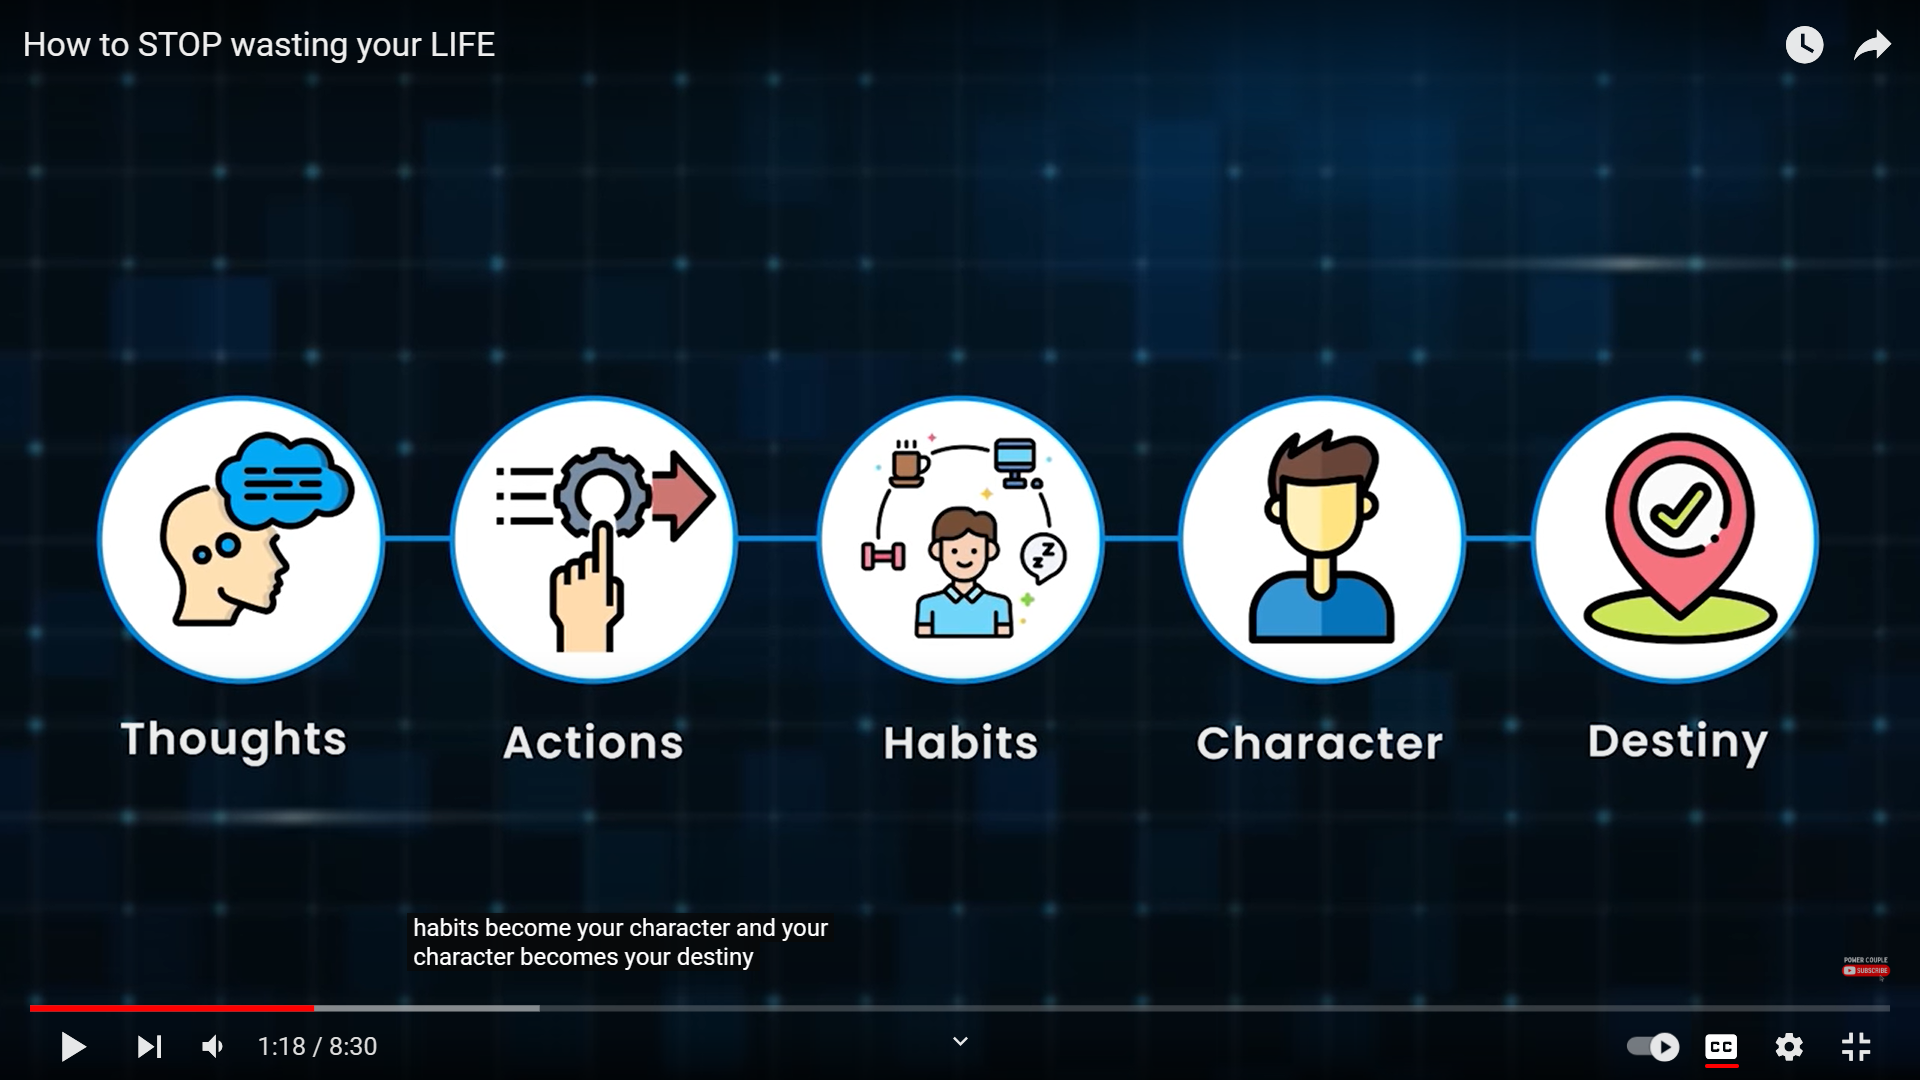 How to STOP wasting your LIFE
Thoughts
Actions
Habits
Character
Destiny
z
z
habits become your character and your
character becomes your destiny
POWER COUPLE
SUBSCRIBE
1:18 / 8:30
CC